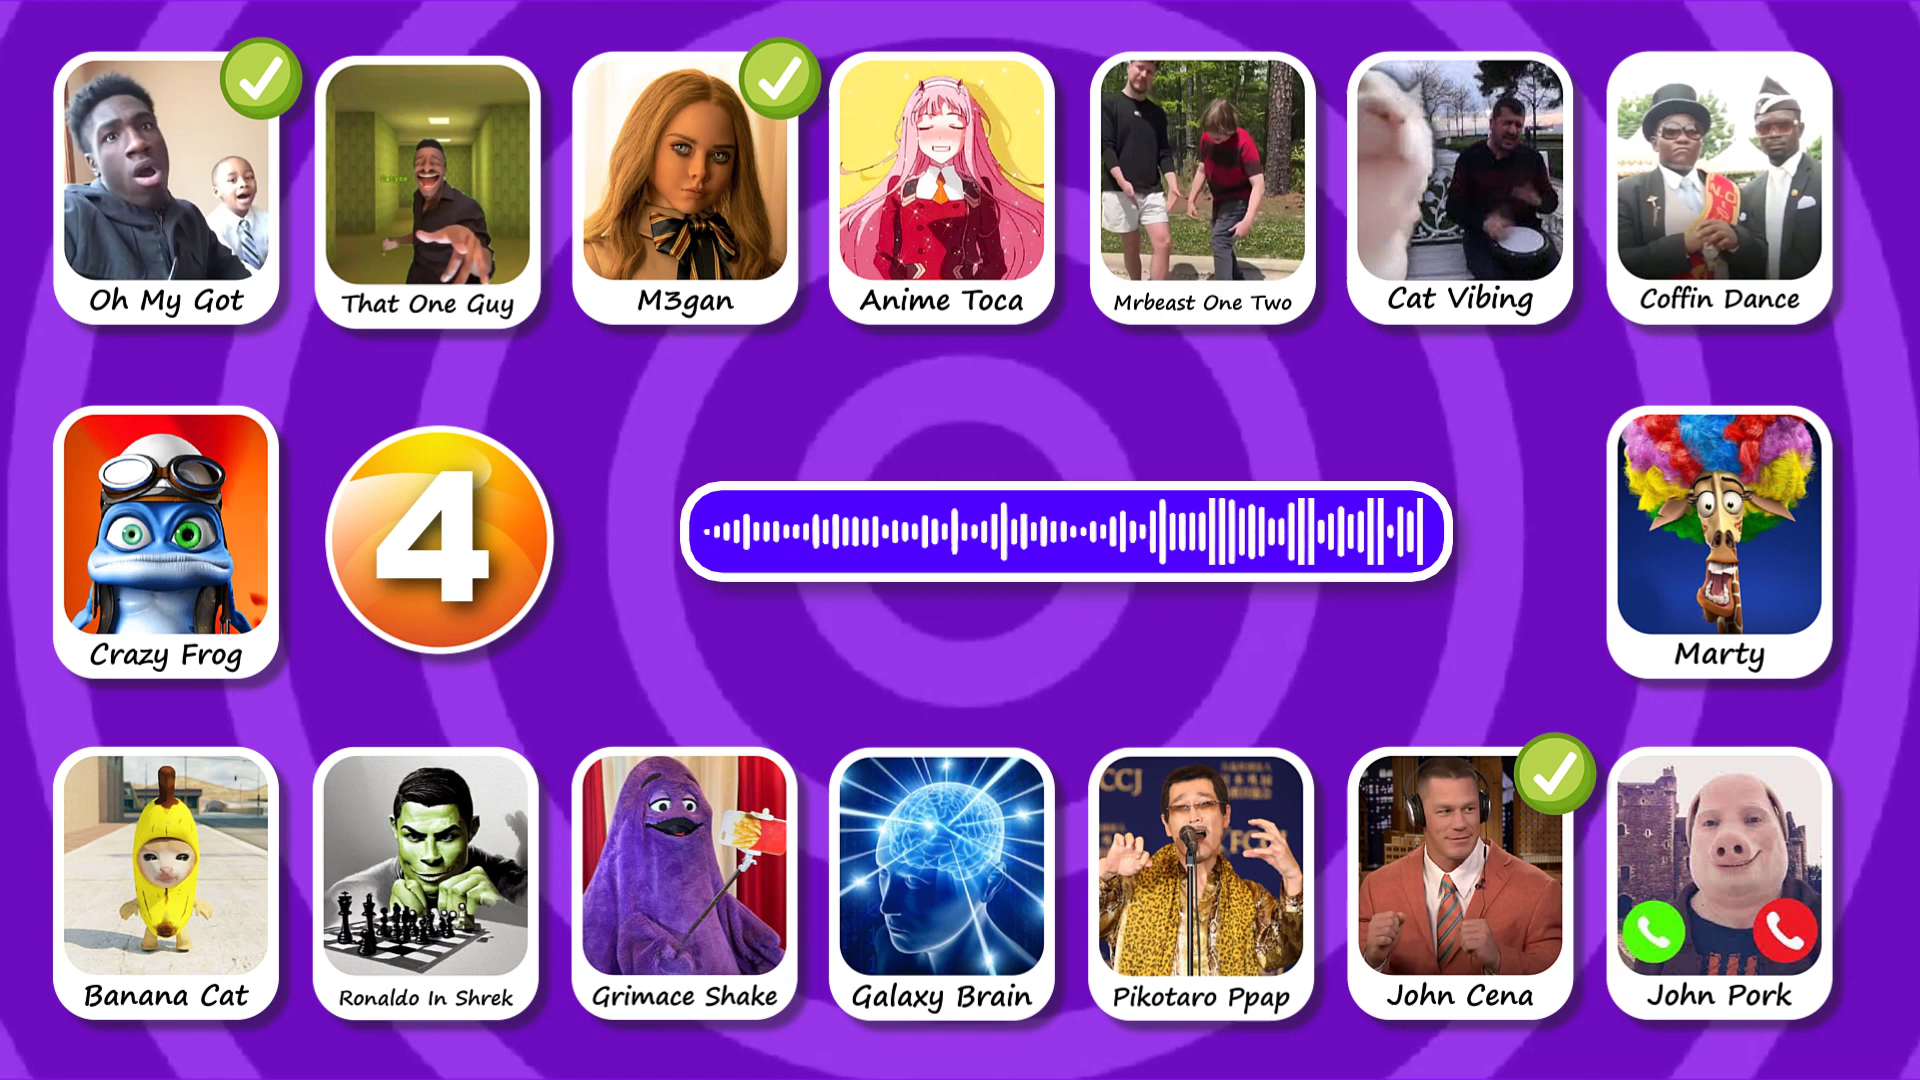 Oh My Got
That One Guy
M3gan
Anime Toca
Mrbeast One Two
Cat Vibing
Coffin Dance
Crazy Frog
4
Marty
Banana Cat
Ronaldo In Shrek
Grimace Shake
Galaxy Brain
CCJ
Pikotaro Ppap
John Cena
John Pork